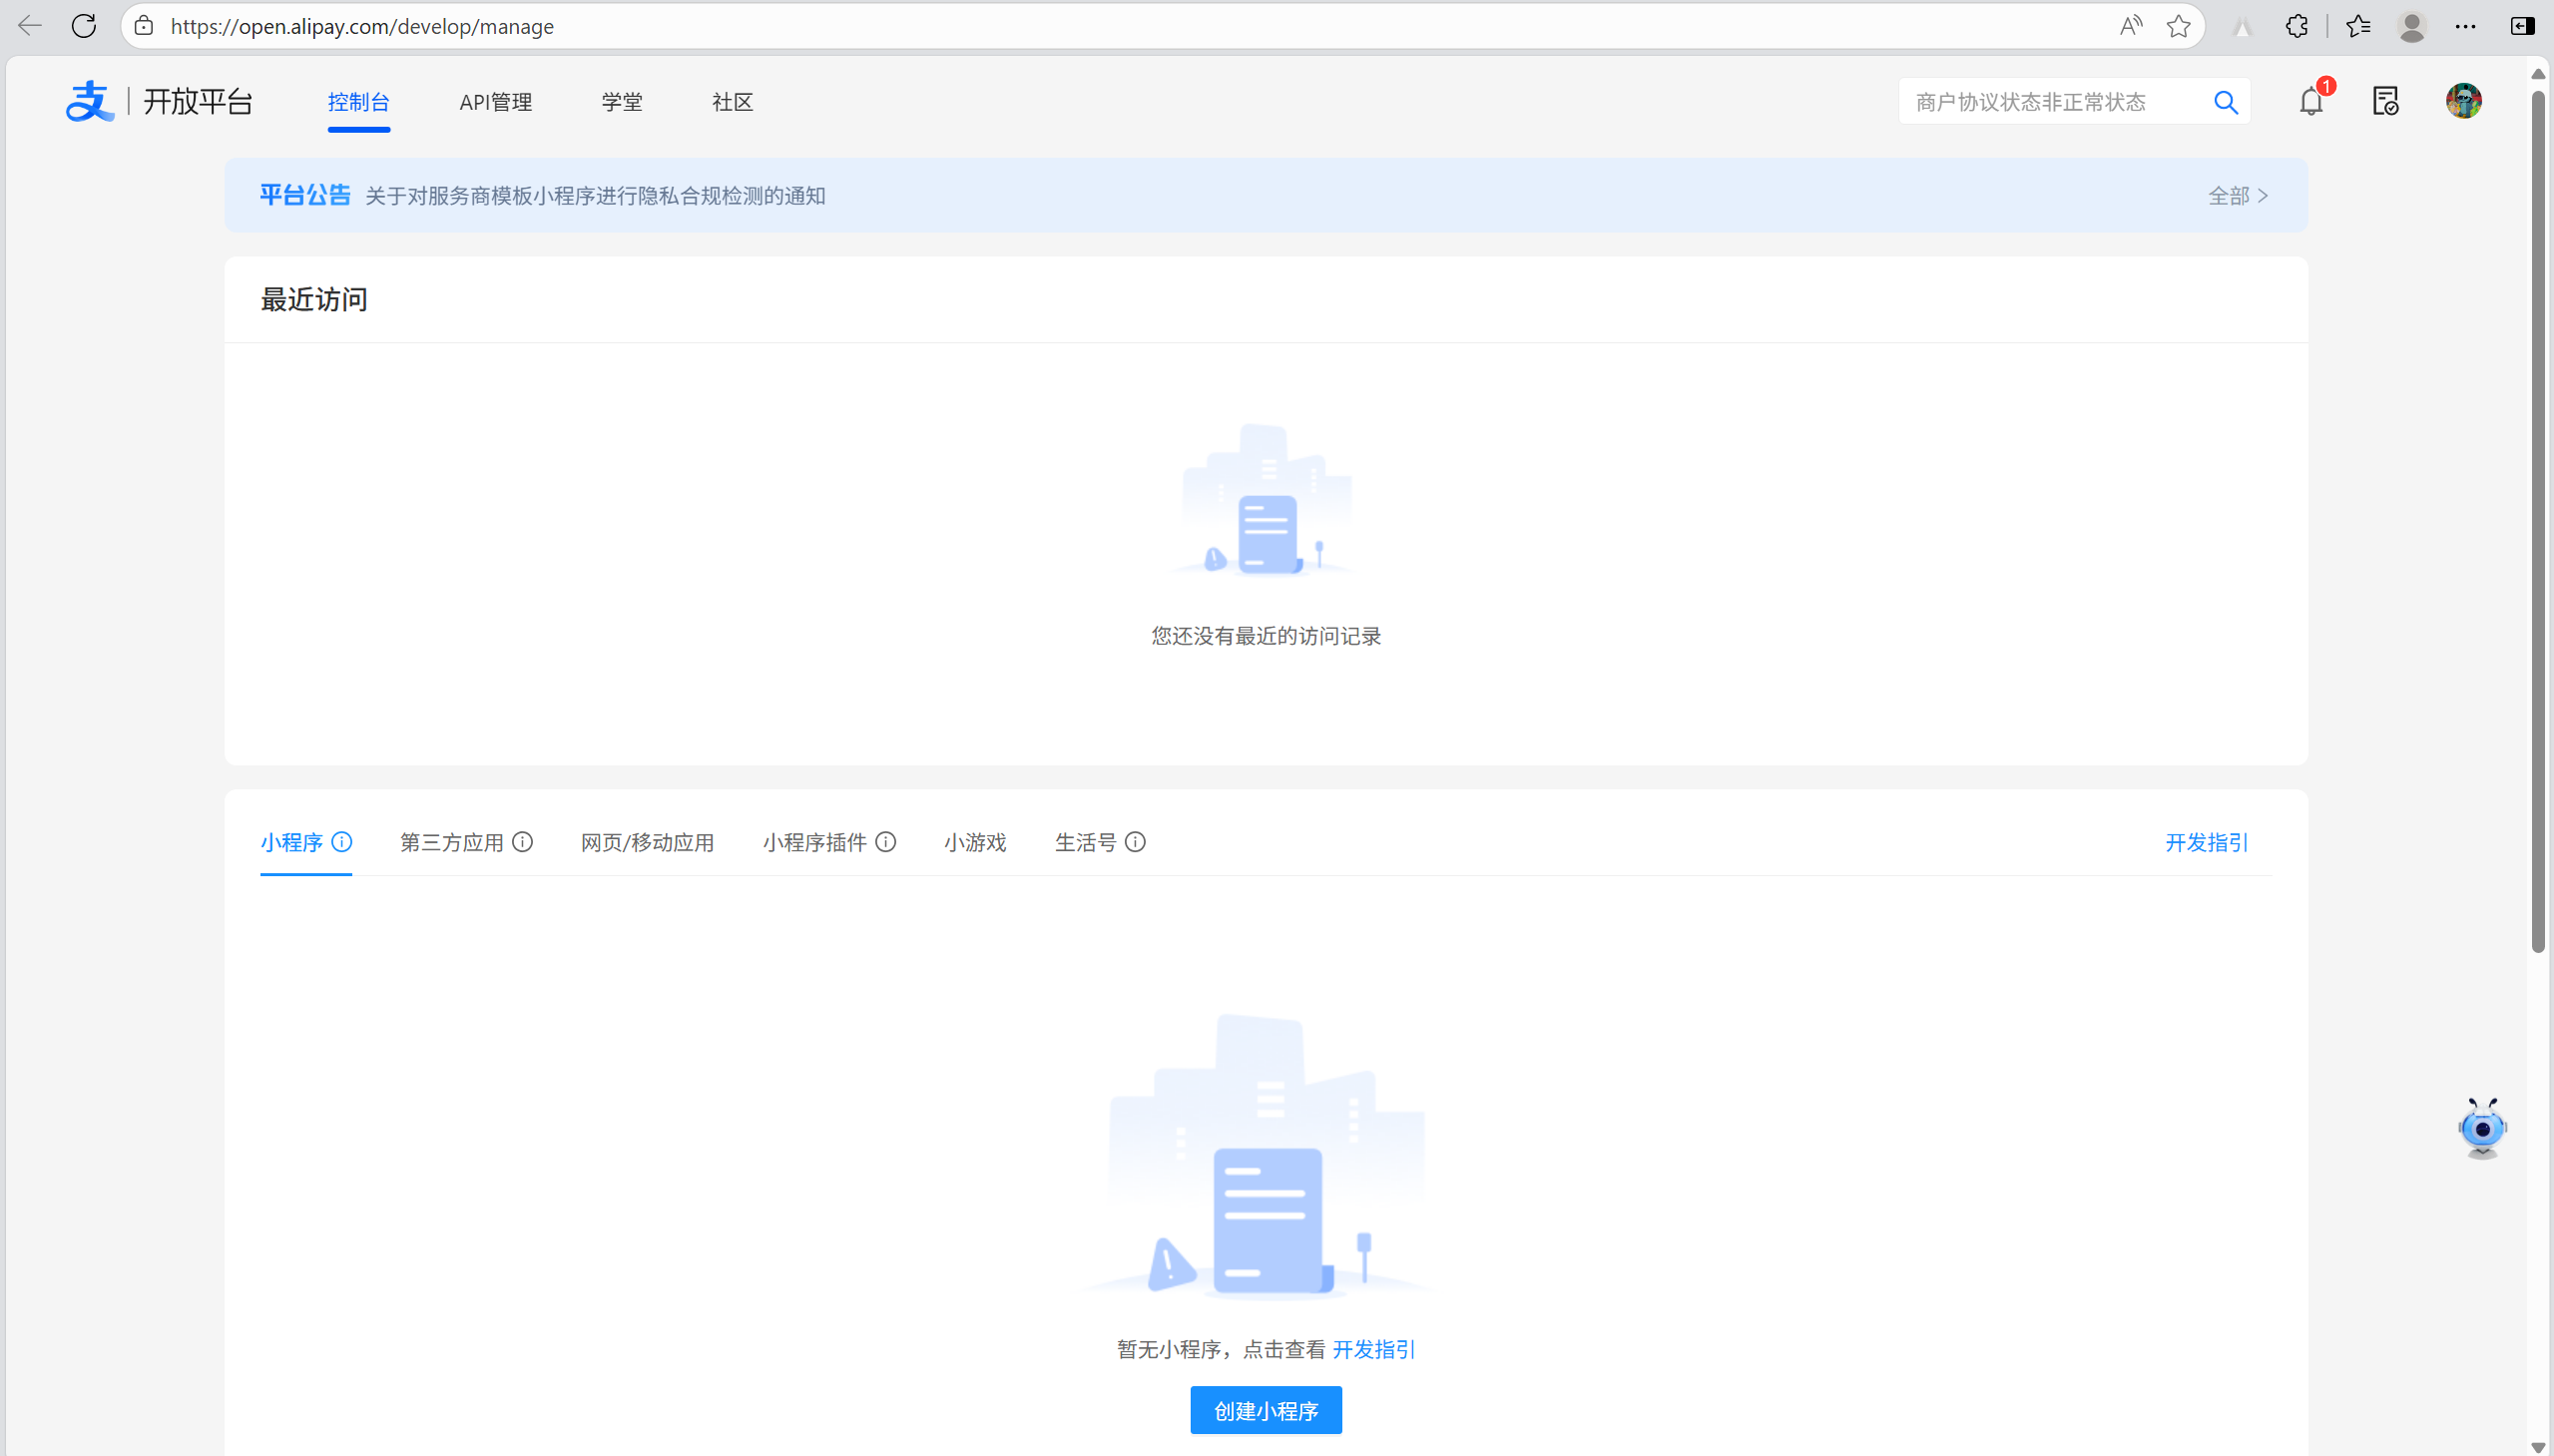 https://open.alipay.com/develop/manage
支 开放平台 控制台 API管理 学堂 社区 商户协议状态非正常状态 1
平台公告 关于对服务商模板小程序进行隐私合规检测的通知 全部
最近访问
您还没有最近的访问记录
小程序 第三方应用 网页/移动应用 小程序插件 小游戏 生活号 开发指引
暂无小程序，点击查看 开发指引
创建小程序